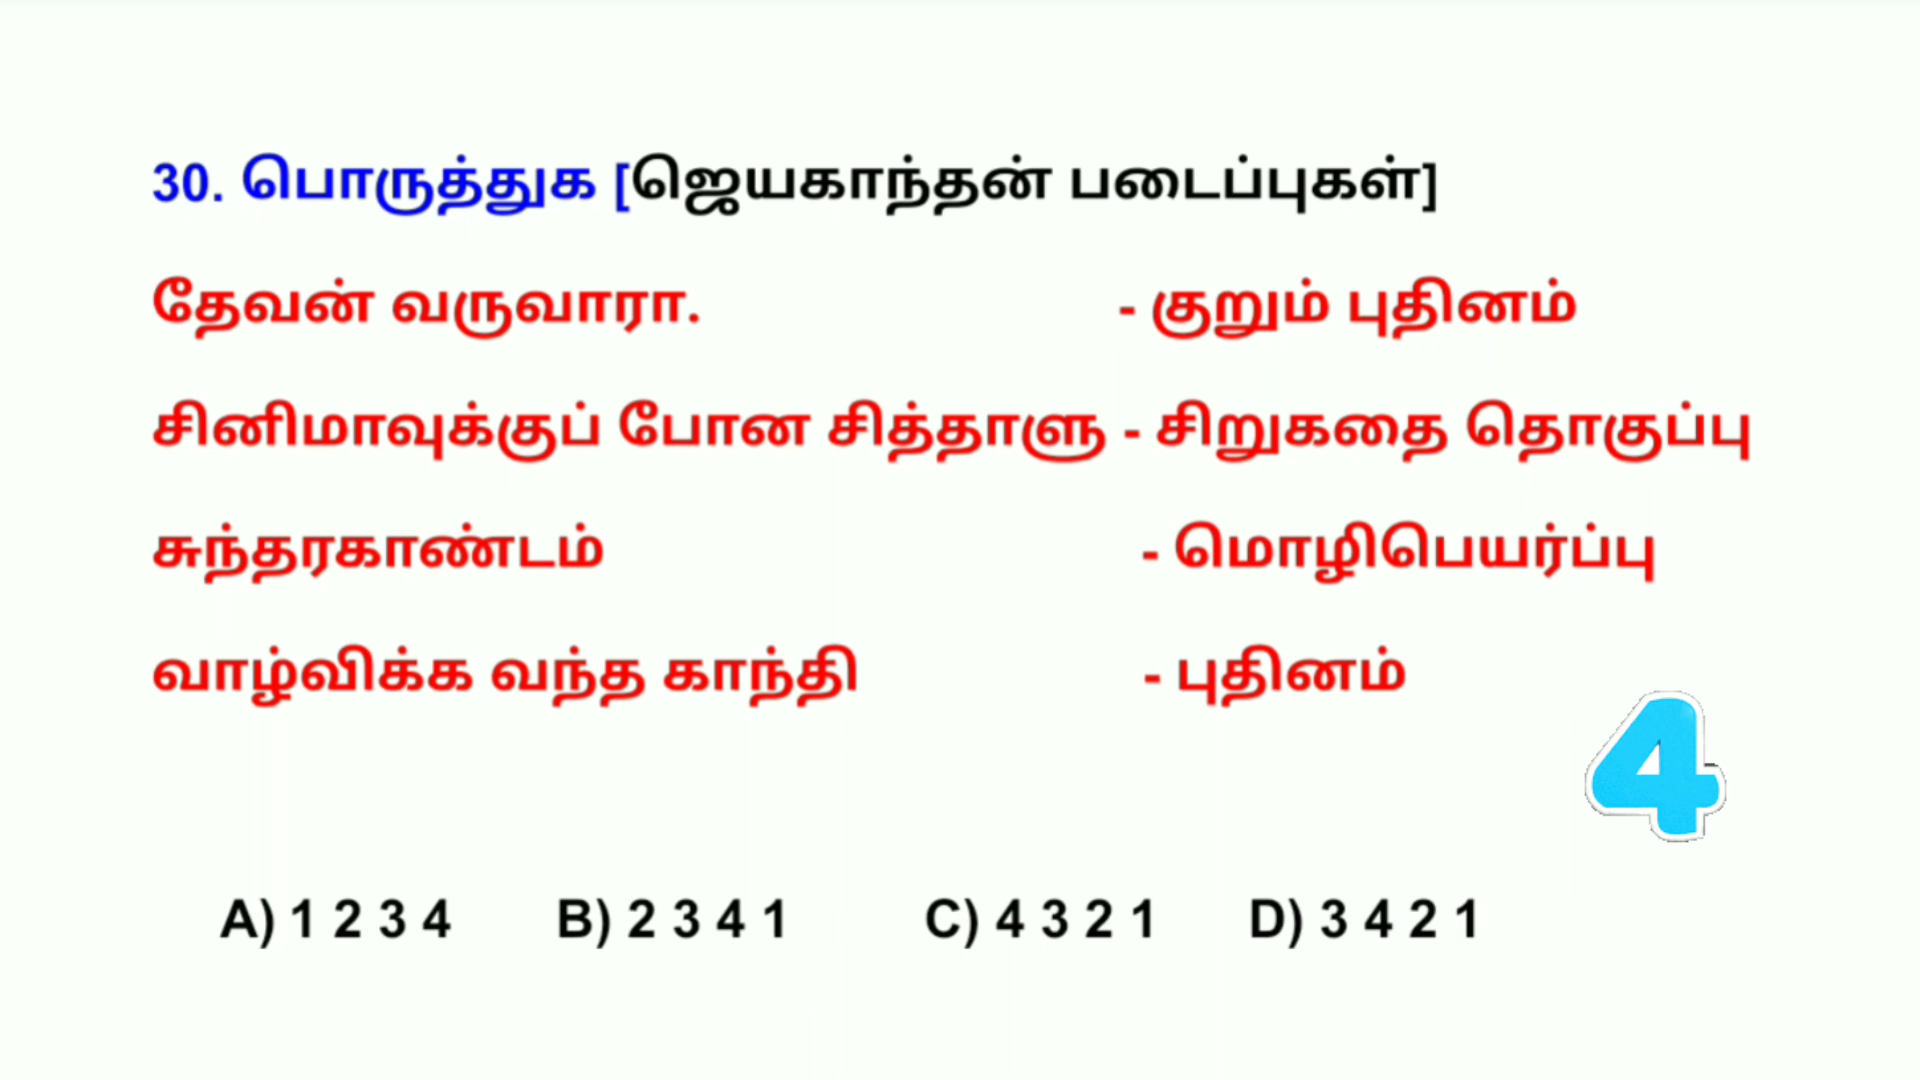 30. பொருத்துக [ஜெயகாந்தன் படைப்புகள்]
தேவன் வருவாரா. - குறும் புதினம்
சினிமாவுக்குப் போன சித்தாளு - சிறுகதை தொகுப்பு
சுந்தரகாண்டம் - மொழிபெயர்ப்பு
வாழ்விக்க வந்த காந்தி - புதினம்
4
A) 1 2 3 4 B) 2 3 4 1 C) 4 3 2 1 D) 3 4 2 1